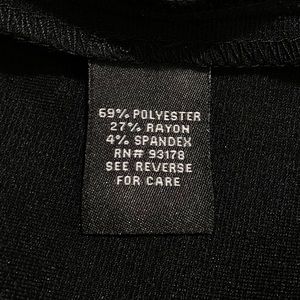 69% POLYESTER
27% RAYON
4% SPANDEX
RN# 93178
SEE REVERSE
FOR CARE